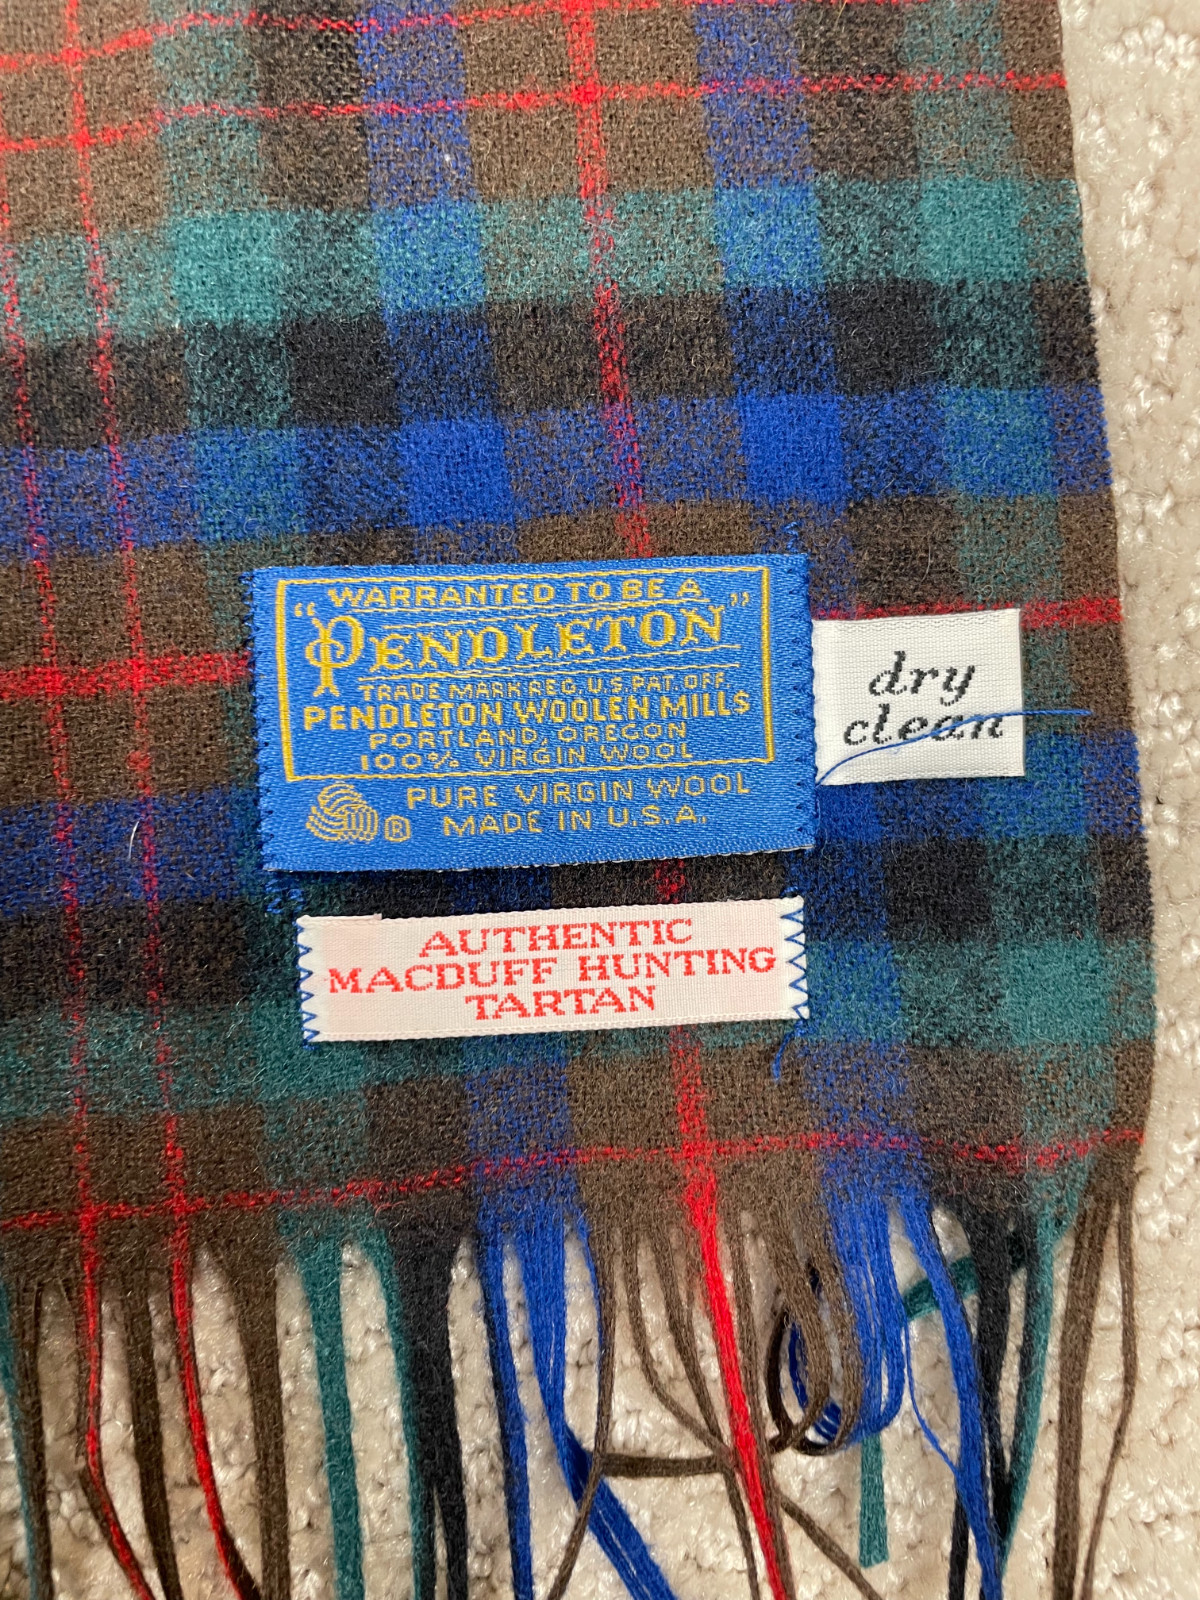 WARRANTED TO BE A
"PENDLETON"
TRADE MARK REG. U.S. PAT. OFF.
PENDLETON WOOLEN MILLS
PORTLAND, OREGON
100% VIRGIN WOOL
PURE VIRGIN WOOL
® MADE IN U.S.A.
dry
clean
AUTHENTIC
MACDUFF HUNTING
TARTAN